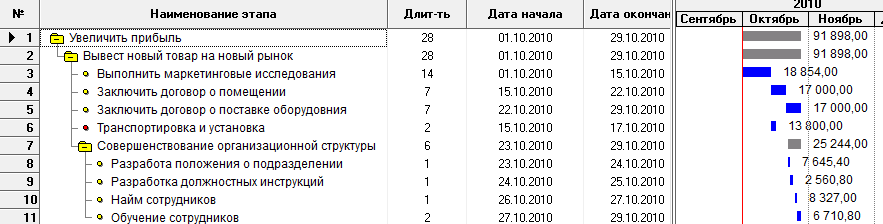 2010
№ Наименование этапа Длит-ть Дата начала Дата окончан Сентябрь Октябрь Ноябрь
1 Увеличить прибыль 28 01.10.2010 29.10.2010 91 898,00
2 Вывест новый товар на новый рынок 28 01.10.2010 29.10.2010 91 898,00
3 Выполнить маркетинговые исследования 14 01.10.2010 15.10.2010 18 854,00
4 Заключить договор о помещении 7 15.10.2010 22.10.2010 17 000,00
5 Заключить договор о поставке оборудовния 7 22.10.2010 29.10.2010 17 000,00
6 Транспортировка и установка 2 15.10.2010 17.10.2010 13 800,00
7 Совершенствование организационной структуры 6 23.10.2010 29.10.2010 25 244,00
8 Разработа положения о подразделении 1 23.10.2010 24.10.2010 7 645,40
9 Разработка должностных инструкций 1 24.10.2010 25.10.2010 2 560,80
10 Найм сотрудников 1 26.10.2010 27.10.2010 8 327,00
11 Обучение сотрудников 2 27.10.2010 29.10.2010 6 710,80